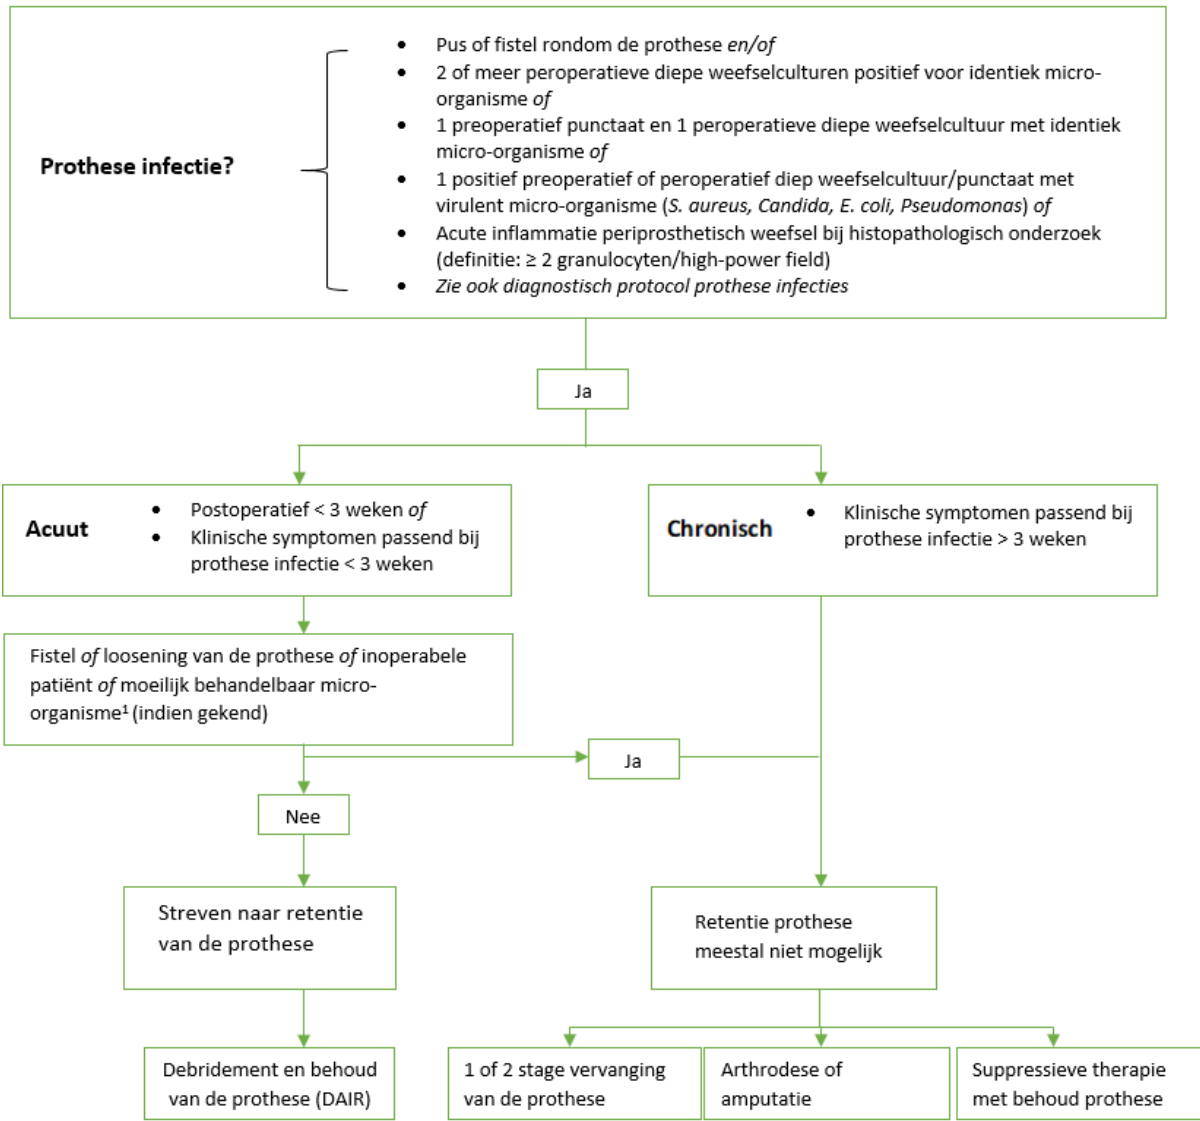 Prothese infectie?
• Pus of fistel rondom de prothese en/of
• 2 of meer peroperatieve diepe weefselculturen positief voor identiek micro-
organisme of
• 1 preoperatief punctaat en 1 peroperatieve diepe weefselcultuur met identiek
micro-organisme of
• 1 positief preoperatief of peroperatief diep weefselcultuur/punctaat met
virulent micro-organisme (S. aureus, Candida, E. coli, Pseudomonas) of
• Acute inflammatie periprosthetisch weefsel bij histopathologisch onderzoek
(definitie: ≥ 2 granulocyten/high-power field)
• Zie ook diagnostisch protocol prothese infecties
Ja
Acuut
• Postoperatief < 3 weken of
• Klinische symptomen passend bij
prothese infectie < 3 weken
Chronisch
• Klinische symptomen passend bij
prothese infectie > 3 weken
Fistel of loosening van de prothese of inoperabele
patiënt of moeilijk behandelbaar micro-
organisme¹ (indien gekend)
Ja
Nee
Streven naar retentie
van de prothese
Retentie prothese
meestal niet mogelijk
Debridement en behoud
van de prothese (DAIR)
1 of 2 stage vervanging
van de prothese
Arthrodese of
amputatie
Suppressieve therapie
met behoud prothese